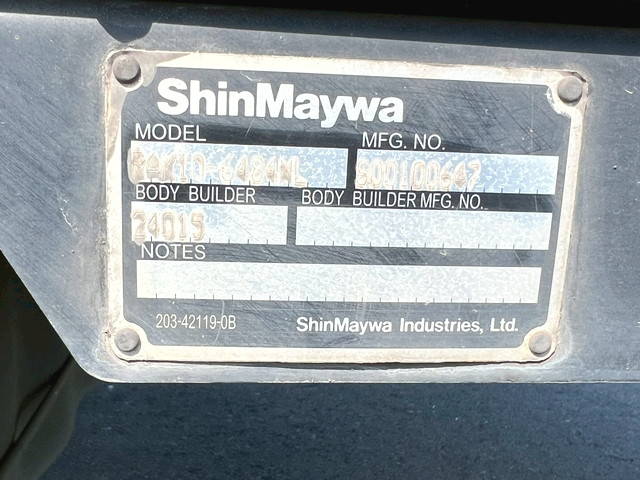 ShinMaywa
MODEL MFG. NO.
BODY BUILDER BODY BUILDER MFG. NO.
24015
NOTES
203-42119-0B ShinMaywa Industries, Ltd.